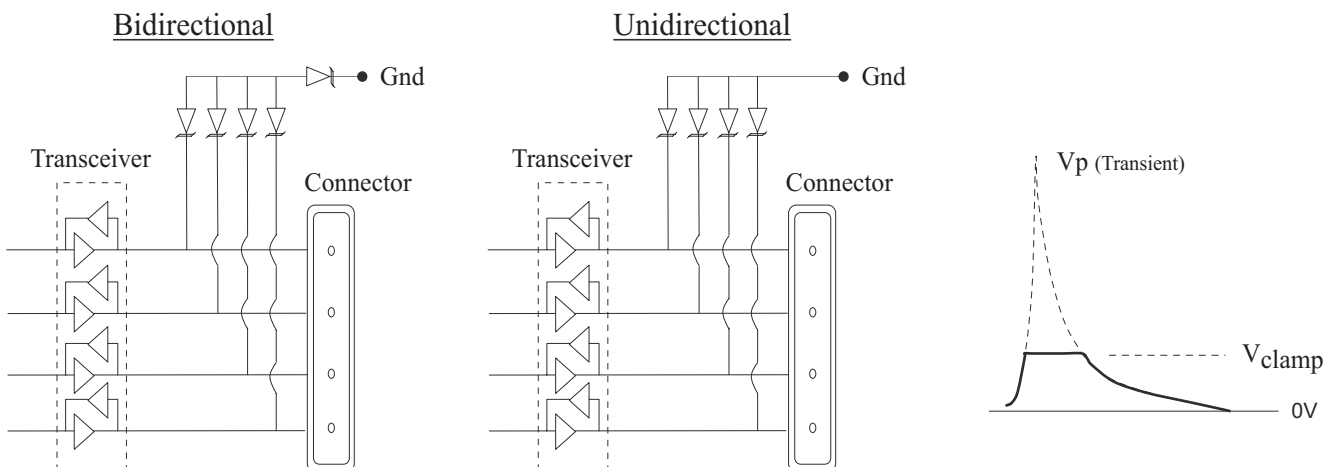 Bidirectional
Gnd
Transceiver
Connector
Unidirectional
Gnd
Transceiver
Connector
Vp (Transient)
Vclamp
0V